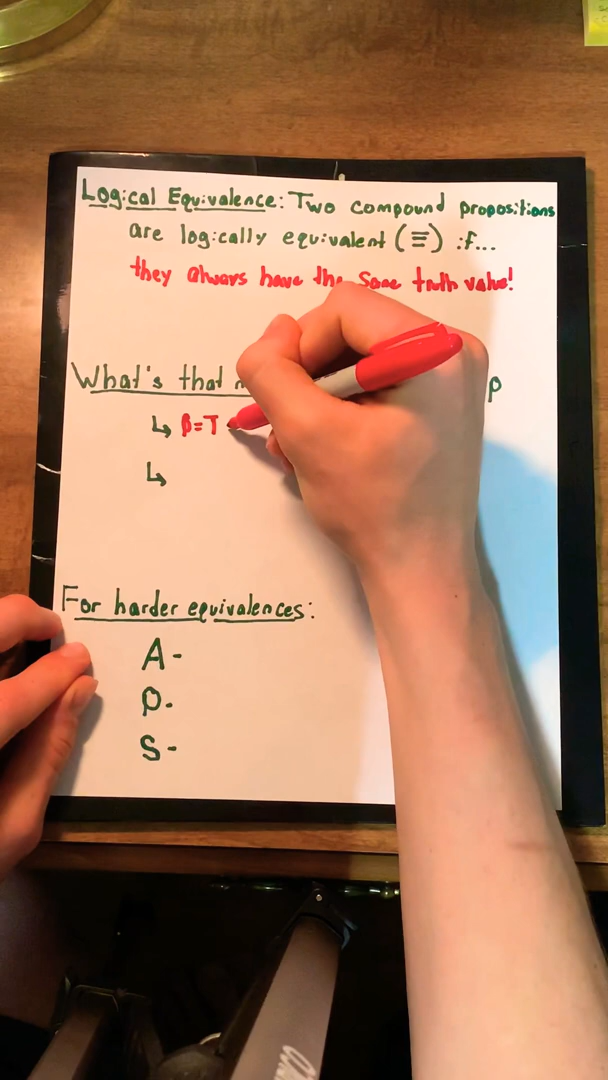 Logical Equivalence: Two compound propositions
are logically equivalent (≡) if...
they always have the same truth value!
What's that p
↳ p=T
↳
For harder equivalences:
A-
P-
S-